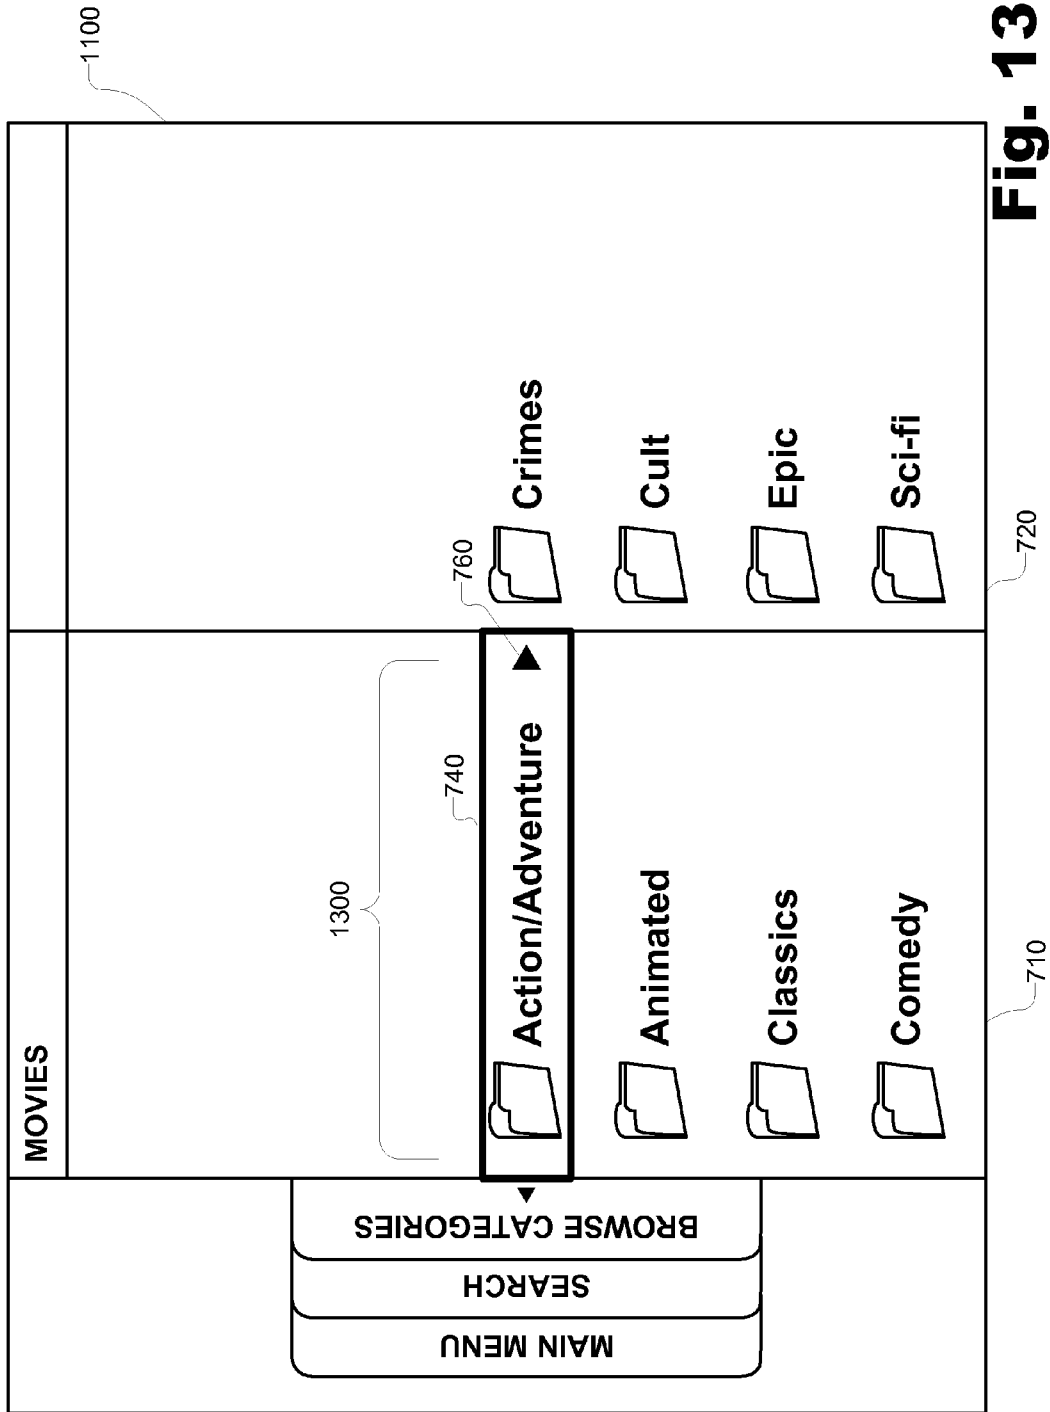 1100
MOVIES
1300
740
760
Action/Adventure
Animated
Classics
Comedy
Crimes
Cult
Epic
Sci-fi
MAIN MENU
SEARCH
BROWSE CATEGORIES
710
720
Fig. 13